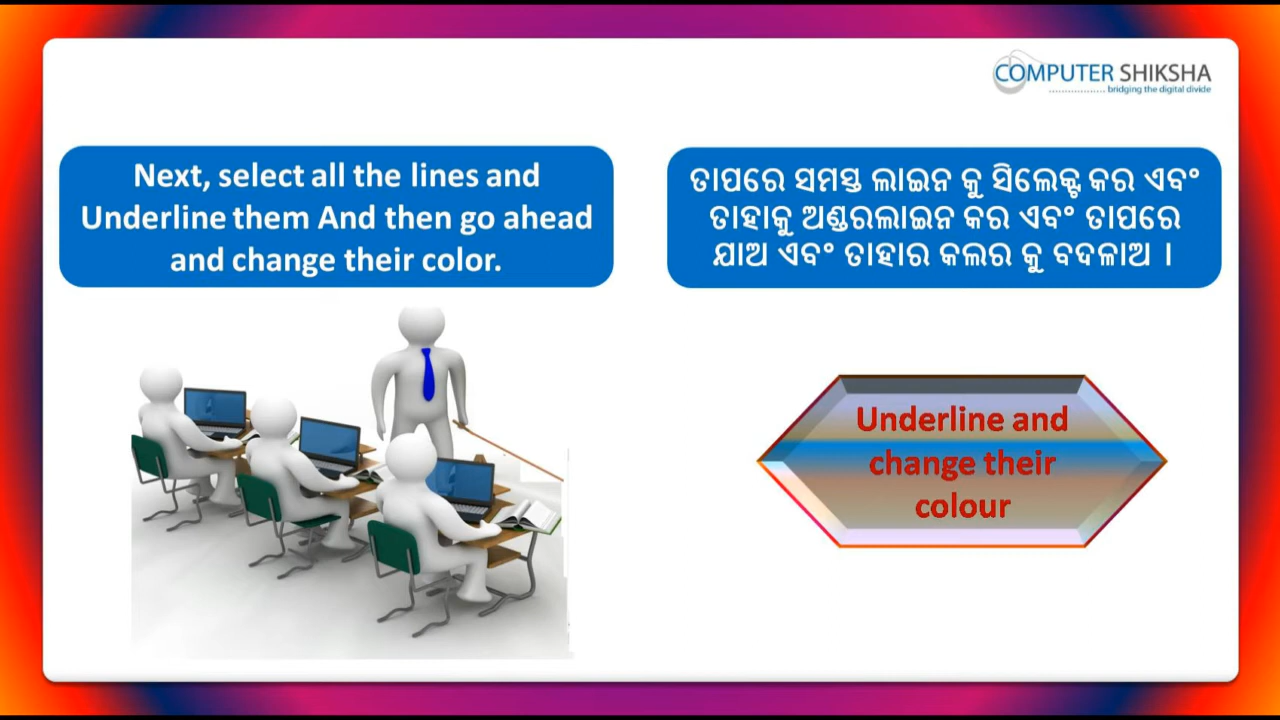 COMPUTER SHIKSHA
bridging the digital divide
Next, select all the lines and
Underline them And then go ahead
and change their color.
ତାପରେ ସମସ୍ତ ଲାଇନ କୁ ସିଲେକ୍ଟ କର ଏବଂ
ତାହାକୁ ଅଣ୍ଡରଲାଇନ କର ଏବଂ ତାପରେ
ଯାଅ ଏବଂ ତାହାର କଲର କୁ ବଦଳାଅ ।
Underline and
change their
colour